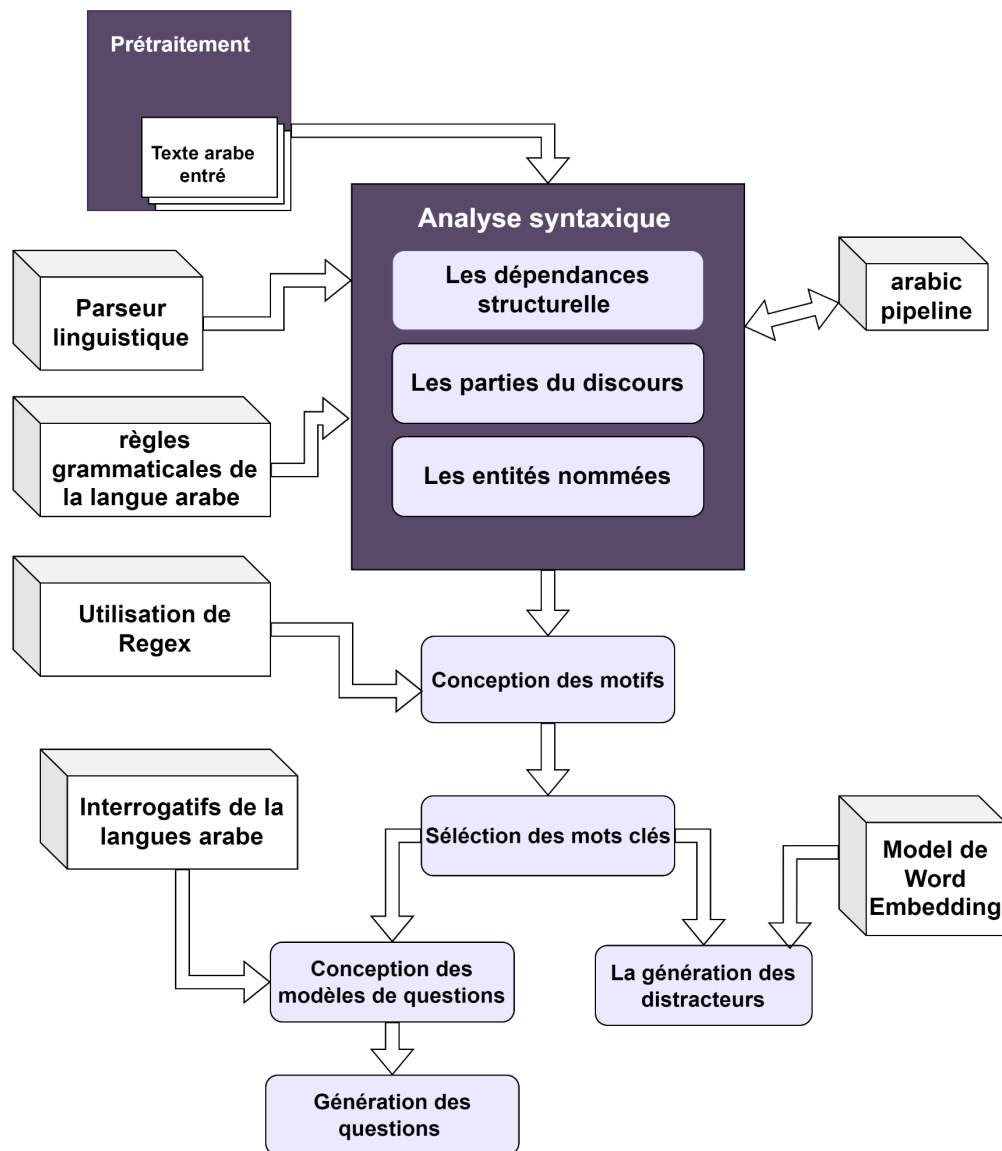 Prétraitement
Texte arabe
entré
Analyse syntaxique
Les dépendances
structurelle
Les parties du discours
Les entités nommées
Parseur
linguistique
arabic
pipeline
règles
grammaticales de
la langue arabe
Utilisation de
Regex
Conception des motifs
Interrogatifs de la
langues arabe
Séléction des mots clés
Model de
Word
Embedding
Conception des
modèles de questions
La génération des
distracteurs
Génération des
questions